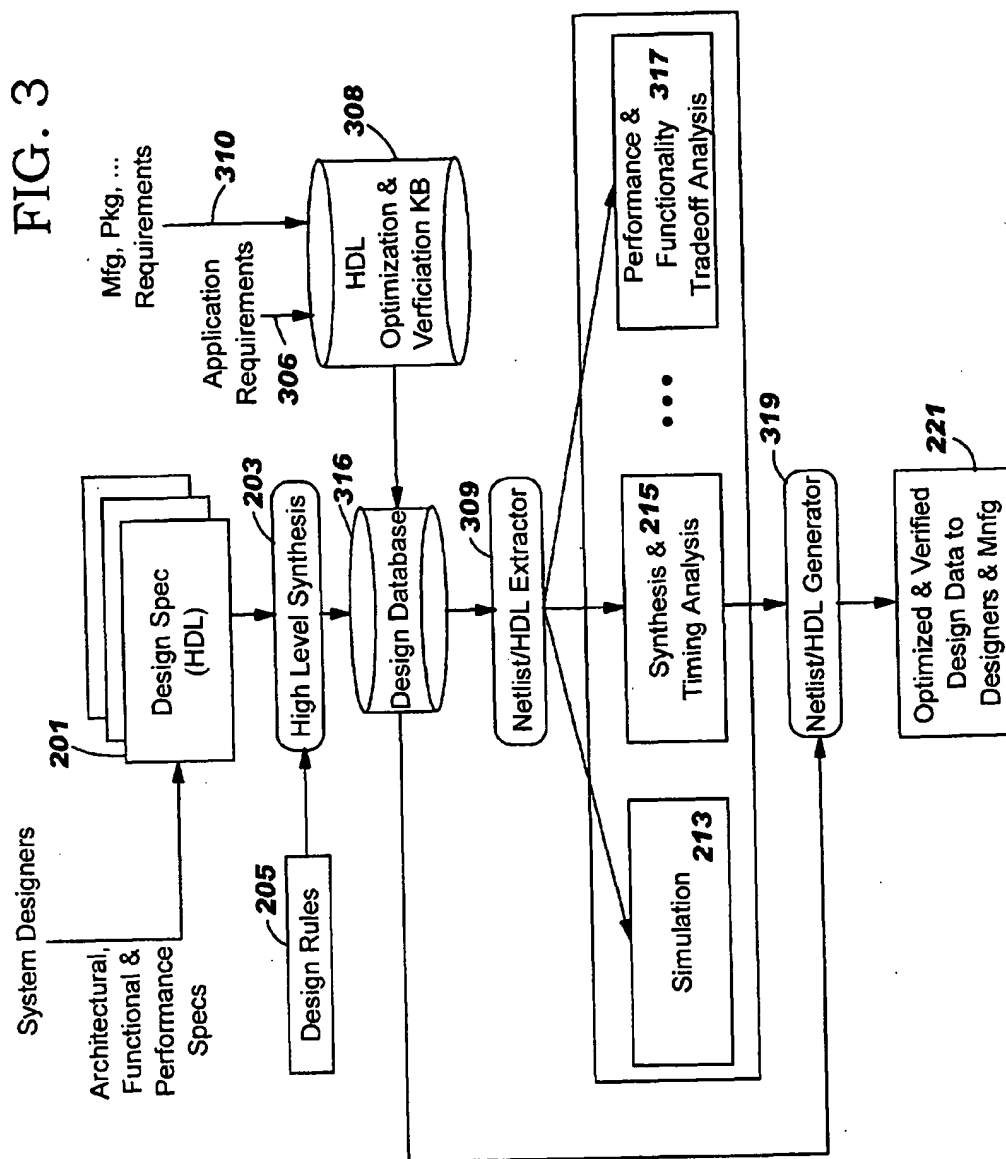 FIG. 3
System Designers
Architectural,
Functional &
Performance
Specs
201
Design Spec
(HDL)
Mfg, Pkg, ...
Requirements
310
Application
Requirements
306
308
HDL
Optimization &
Verficiation KB
205
Design Rules
203
High Level Synthesis
316
Design Database
309
Netlist/HDL Extractor
Simulation
213
Synthesis & 215
Timing Analysis
Performance &
Functionality 317
Tradeoff Analysis
319
Netlist/HDL Generator
221
Optimized & Verified
Design Data to
Designers & Mnfg